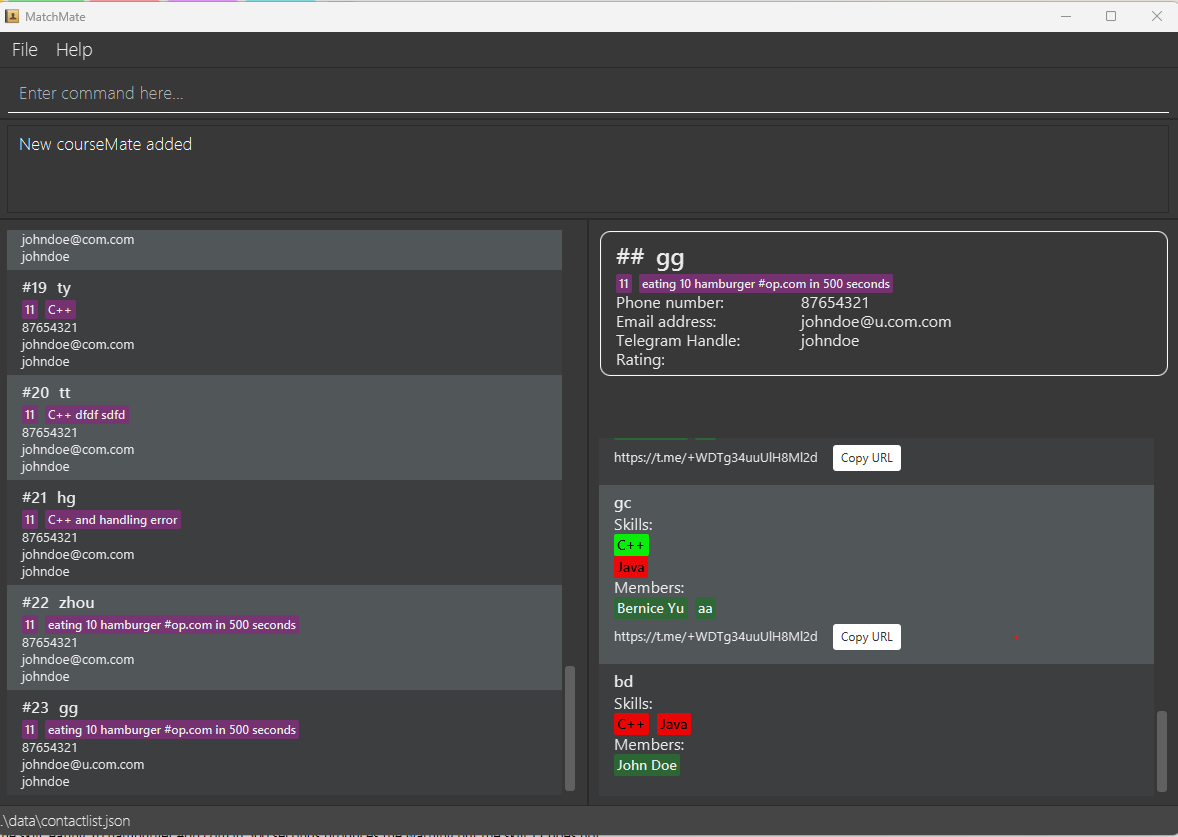 MatchMate
File Help
Enter command here...
New courseMate added
johndoe@com.com
johndoe
#19 ty
11 C++
87654321
johndoe@com.com
johndoe
#20 tt
11 C++ dfdf sdfd
87654321
johndoe@com.com
johndoe
#21 hg
11 C++ and handling error
87654321
johndoe@com.com
johndoe
#22 zhou
11 eating 10 hamburger #op.com in 500 seconds
87654321
johndoe@com.com
johndoe
#23 gg
11 eating 10 hamburger #op.com in 500 seconds
87654321
johndoe@u.com.com
johndoe
## gg
11 eating 10 hamburger #op.com in 500 seconds
Phone number: 87654321
Email address: johndoe@u.com.com
Telegram Handle: johndoe
Rating:
https://t.me/+WDTg34uuUlH8Ml2d Copy URL
gc
Skills:
C++
Java
Members:
Bernice Yu aa
https://t.me/+WDTg34uuUlH8Ml2d Copy URL
bd
Skills:
C++ Java
Members:
John Doe
.\data\contactlist.json